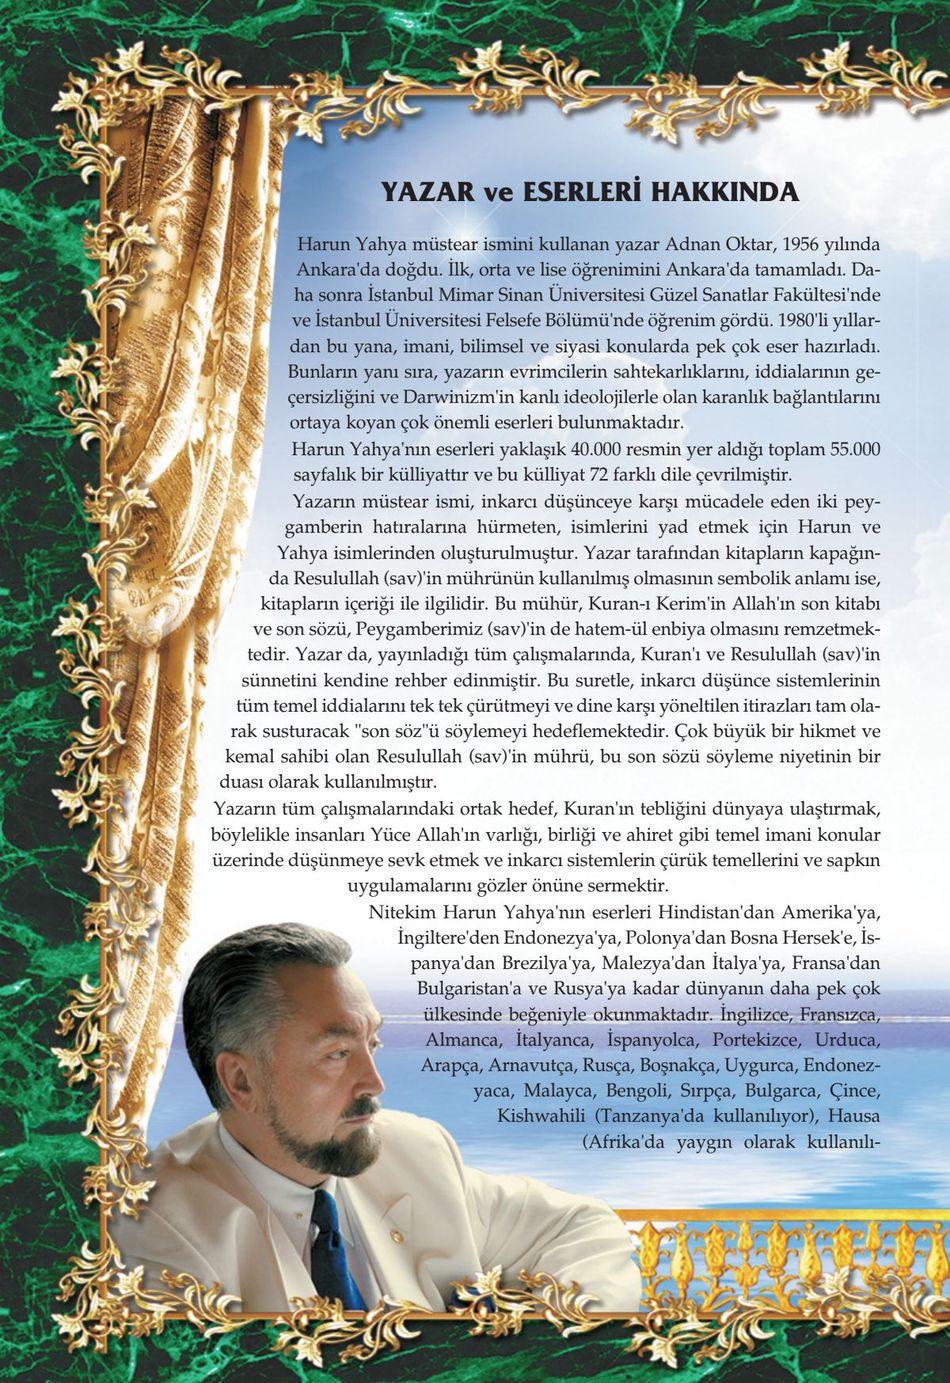 YAZAR ve ESERLERİ HAKKINDA
Harun Yahya müstear ismini kullanan yazar Adnan Oktar, 1956 yılında
Ankara'da doğdu. İlk, orta ve lise öğrenimini Ankara'da tamamladı. Da-
ha sonra İstanbul Mimar Sinan Üniversitesi Güzel Sanatlar Fakültesi'nde
ve İstanbul Üniversitesi Felsefe Bölümü'nde öğrenim gördü. 1980'li yıllar-
dan bu yana, imani, bilimsel ve siyasi konularda pek çok eser hazırladı.
Bunların yanı sıra, yazarın evrimcilerin sahtekarlıklarını, iddialarının ge-
çersizliğini ve Darwinizm'in kanlı ideolojilerle olan karanlık bağlantılarını
ortaya koyan çok önemli eserleri bulunmaktadır.
Harun Yahya'nın eserleri yaklaşık 40.000 resmin yer aldığı toplam 55.000
sayfalık bir külliyattır ve bu külliyat 72 farklı dile çevrilmiştir.
Yazarın müstear ismi, inkarcı düşünceye karşı mücadele eden iki pey-
gamberin hatıralarına hürmeten, isimlerini yad etmek için Harun ve
Yahya isimlerinden oluşturulmuştur. Yazar tarafından kitapların kapağın-
da Resulullah (sav)'in mührünün kullanılmış olmasının sembolik anlamı ise,
kitapların içeriği ile ilgilidir. Bu mühür, Kuran-ı Kerim'in Allah'ın son kitabı
ve son sözü, Peygamberimiz (sav)'in de hatem-ül enbiya olmasını remzetmek-
tedir. Yazar da, yayınladığı tüm çalışmalarında, Kuran'ı ve Resulullah (sav)'in
sünnetini kendine rehber edinmiştir. Bu suretle, inkarcı düşünce sistemlerinin
tüm temel iddialarını tek tek çürütmeyi ve dine karşı yöneltilen itirazları tam ola-
rak susturacak "son söz"ü söylemeyi hedeflemektedir. Çok büyük bir hikmet ve
kemal sahibi olan Resulullah (sav)'in mührü, bu son sözü söyleme niyetinin bir
duası olarak kullanılmıştır.
Yazarın tüm çalışmalarındaki ortak hedef, Kuran'ın tebliğini dünyaya ulaştırmak,
böylelikle insanları Yüce Allah'ın varlığı, birliği ve ahiret gibi temel imani konular
üzerinde düşünmeye sevk etmek ve inkarcı sistemlerin çürük temellerini ve sapkın
uygulamalarını gözler önüne sermektir.
Nitekim Harun Yahya'nın eserleri Hindistan'dan Amerika'ya,
İngiltere'den Endonezya'ya, Polonya'dan Bosna Hersek'e, İs-
panya'dan Brezilya'ya, Malezya'dan İtalya'ya, Fransa'dan
Bulgaristan'a ve Rusya'ya kadar dünyanın daha pek çok
ülkesinde beğeniyle okunmaktadır. İngilizce, Fransızca,
Almanca, İtalyanca, İspanyolca, Portekizce, Urduca,
Arapça, Arnavutça, Rusça, Boşnakça, Uygurca, Endonez-
yaca, Malayca, Bengoli, Sırpça, Bulgarca, Çince,
Kishwahili (Tanzanya'da kullanılıyor), Hausa
(Afrika'da yaygın olarak kullanılı-